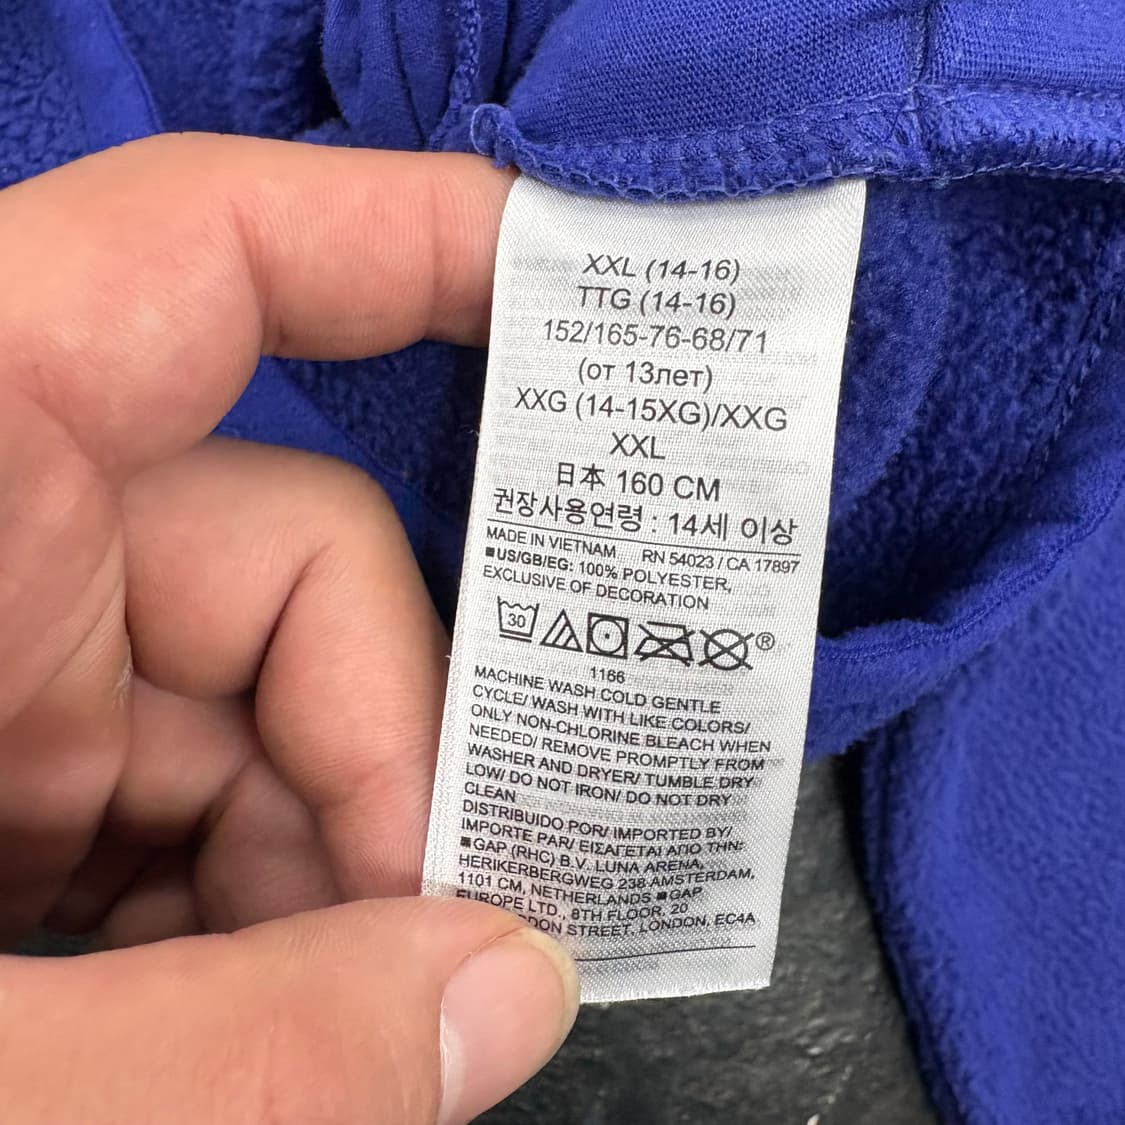 XXL (14-16)
TTG (14-16)
152/165-76-68/71
(от 13лет)
XXG (14-15XG)/XXG
XXL
日本 160 CM
권장사용연령 : 14세 이상
MADE IN VIETNAM RN 54023 / CA 17897
■US/GB/EG: 100% POLYESTER,
EXCLUSIVE OF DECORATION
30 ®
1166
MACHINE WASH COLD GENTLE
CYCLE/ WASH WITH LIKE COLORS/
ONLY NON-CHLORINE BLEACH WHEN
NEEDED/ REMOVE PROMPTLY FROM
WASHER AND DRYER/ TUMBLE DRY
LOW/ DO NOT IRON/ DO NOT DRY
CLEAN
DISTRIBUIDO POR/ IMPORTED BY/
IMPORTE PAR/ ΕΙΣΑΓΕΤΑΙ ΑΠΟ ΤΗΝ:
■GAP (RHC) B.V. LUNA ARENA,
HERIKERBERGWEG 238 AMSTERDAM,
1101 CM, NETHERLANDS ■GAP
EUROPE LTD., 8TH FLOOR, 20
STREET, LONDON, EC4A